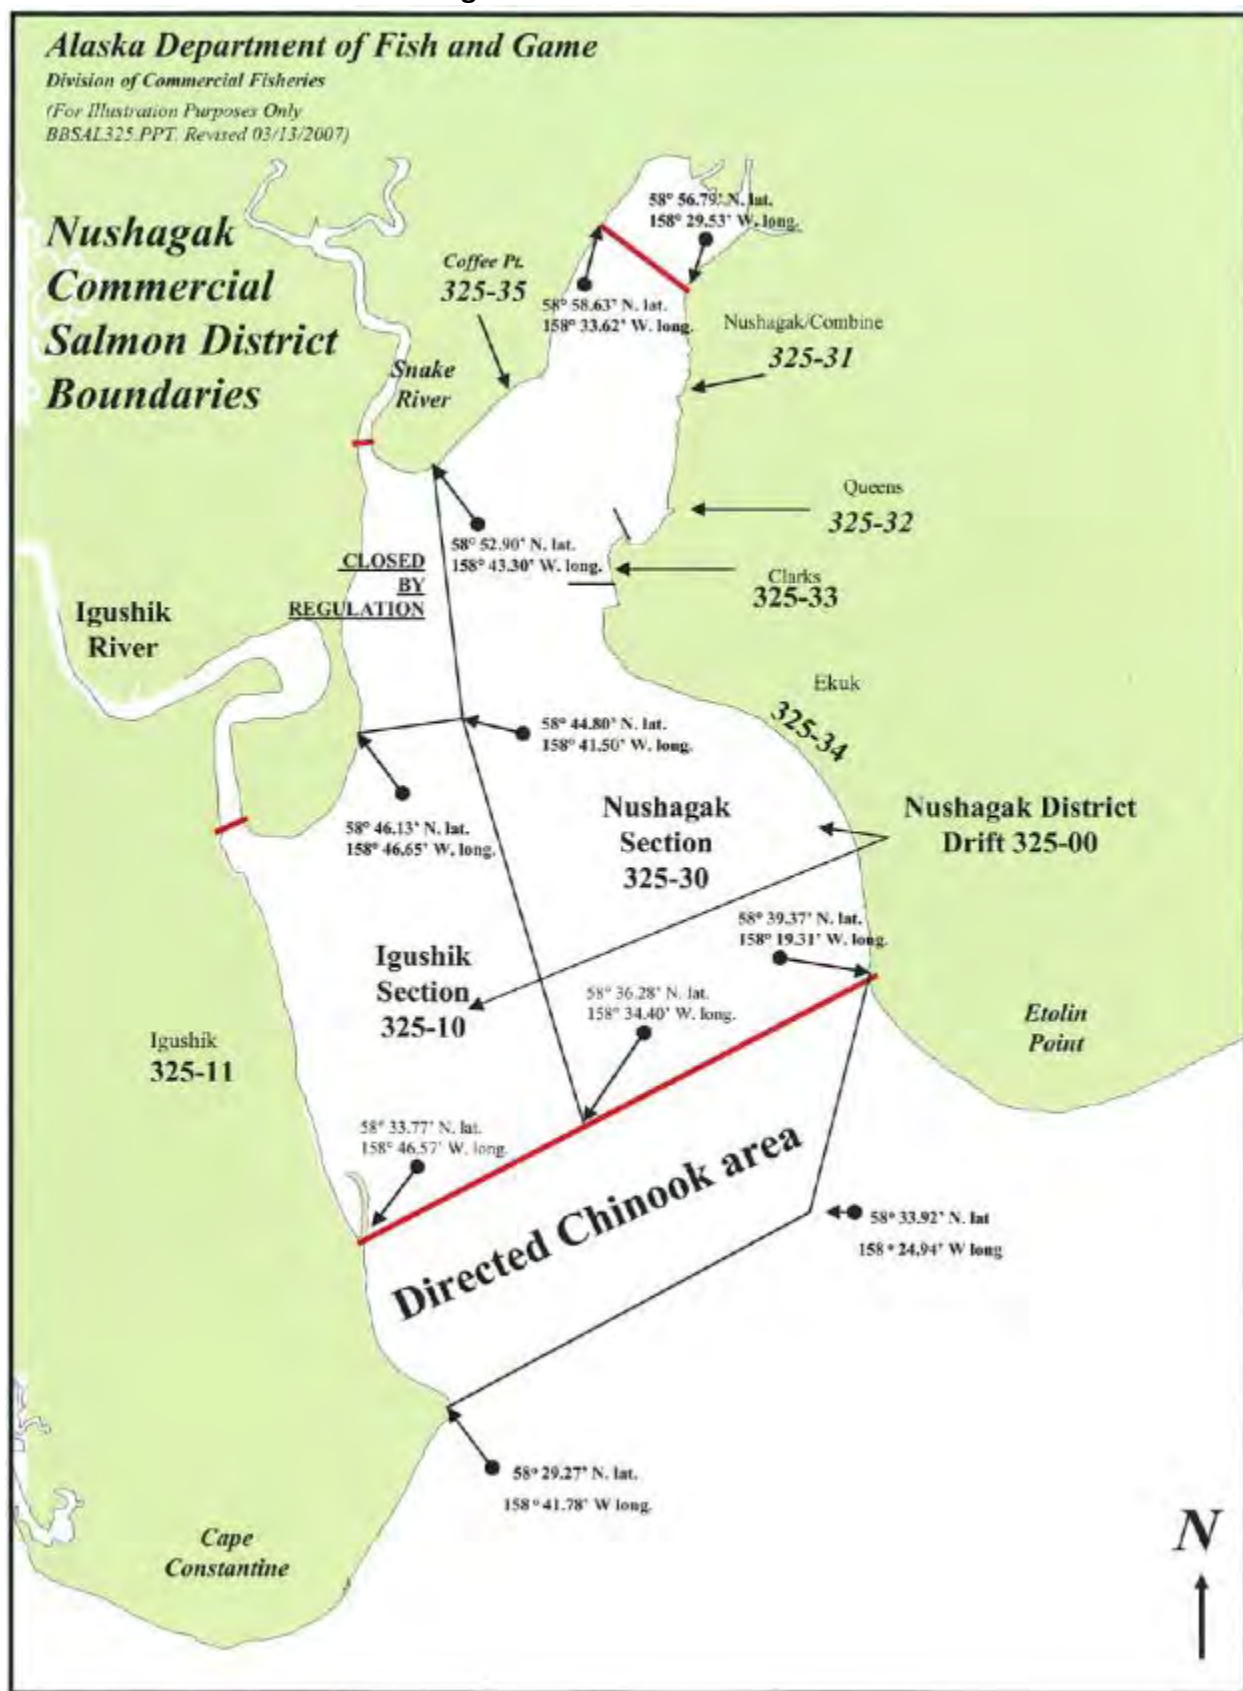 Alaska Department of Fish and Game
Division of Commercial Fisheries
(For Illustration Purposes Only
BBSAL325.PPT. Revised 03/13/2007)
Nushagak
Commercial
Salmon District
Boundaries
58° 56.79' N. lat.
158° 29.53' W. long.
Coffee Pt.
325-35
58° 58.63' N. lat.
158° 33.62' W. long.
Nushagak/Combine
325-31
Snake
River
Queens
325-32
58° 52.90' N. lat.
158° 43.30' W. long.
CLOSED
BY
REGULATION
Clarks
325-33
Igushik
River
Ekuk
325-34
58° 44.80' N. lat.
158° 41.50' W. long.
58° 46.13' N. lat.
158° 46.65' W. long.
Nushagak
Section
325-30
Nushagak District
Drift 325-00
58° 39.37' N. lat.
158° 19.31' W. long.
Igushik
Section
325-10
58° 36.28' N. lat.
158° 34.40' W. long.
Etolin
Point
Igushik
325-11
58° 33.77' N. lat.
158° 46.57' W. long.
Directed Chinook area
58° 33.92' N. lat
158° 24.94' W long
58° 29.27' N. lat.
158° 41.78' W long.
Cape
Constantine
N